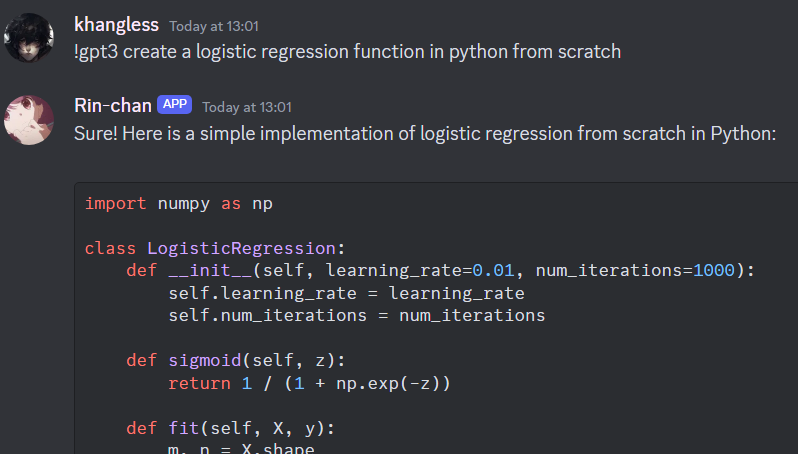 khangless Today at 13:01
!gpt3 create a logistic regression function in python from scratch
Rin-chan APP Today at 13:01
Sure! Here is a simple implementation of logistic regression from scratch in Python:
import numpy as np
class LogisticRegression:
    def __init__(self, learning_rate=0.01, num_iterations=1000):
        self.learning_rate = learning_rate
        self.num_iterations = num_iterations
    def sigmoid(self, z):
        return 1 / (1 + np.exp(-z))
    def fit(self, X, y):
        m, n = X.shape